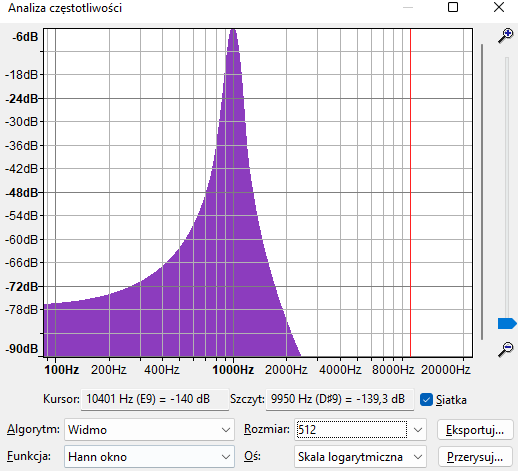 Analiza częstotliwości
-6dB
-18dB
-24dB
-30dB
-36dB
-42dB
-48dB
-54dB
-60dB
-66dB
-72dB
-78dB
-90dB
100Hz 200Hz 400Hz 1000Hz 2000Hz 4000Hz 10000Hz 20000Hz
Kursor: 10401 Hz (E9) = -140 dB Szczyt: 9950 Hz (D#9) = -139,3 dB Siatka
Algorytm: Widmo Rozmiar: 512 Eksportuj...
Funkcja: Hann okno Oś: Skala logarytmiczna Przerysuj...